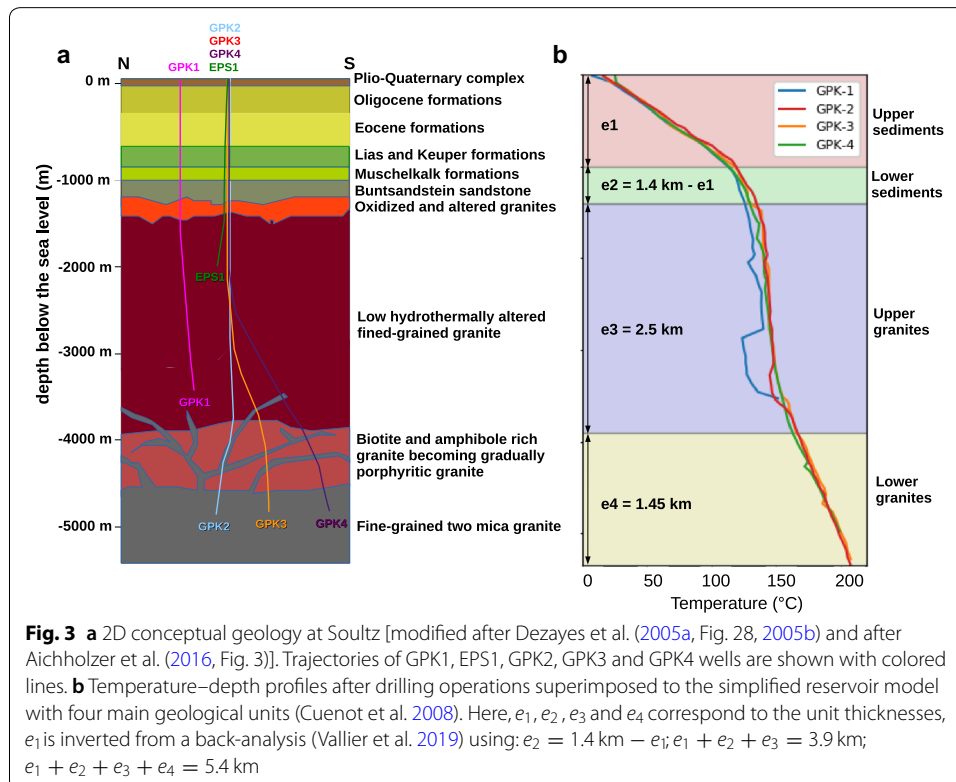 a
GPK2
GPK3
GPK4
N GPK1 EPS1 S
0 m
Plio-Quaternary complex
Oligocene formations
Eocene formations
Lias and Keuper formations
Muschelkalk formations
-1000 m
Buntsandstein sandstone
Oxidized and altered granites
-2000 m
EPS1
Low hydrothermally altered
fined-grained granite
-3000 m
GPK1
-4000 m
Biotite and amphibole rich
granite becoming gradually
porphyritic granite
-5000 m
GPK2 GPK3 GPK4
Fine-grained two mica granite
depth below the sea level (m)
b
GPK-1
GPK-2
GPK-3
GPK-4
e1
Upper
sediments
e2 = 1.4 km - e1
Lower
sediments
e3 = 2.5 km
Upper
granites
e4 = 1.45 km
Lower
granites
0 50 100 150 200
Temperature (°C)
Fig. 3 a 2D conceptual geology at Soultz [modified after Dezayes et al. (2005a, Fig. 28, 2005b) and after
Aichholzer et al. (2016, Fig. 3)]. Trajectories of GPK1, EPS1, GPK2, GPK3 and GPK4 wells are shown with colored
lines. b Temperature–depth profiles after drilling operations superimposed to the simplified reservoir model
with four main geological units (Cuenot et al. 2008). Here, e₁, e₂ , e₃ and e₄ correspond to the unit thicknesses,
e₁ is inverted from a back-analysis (Vallier et al. 2019) using: e₂ = 1.4 km − e₁; e₁ + e₂ + e₃ = 3.9 km;
e₁ + e₂ + e₃ + e₄ = 5.4 km